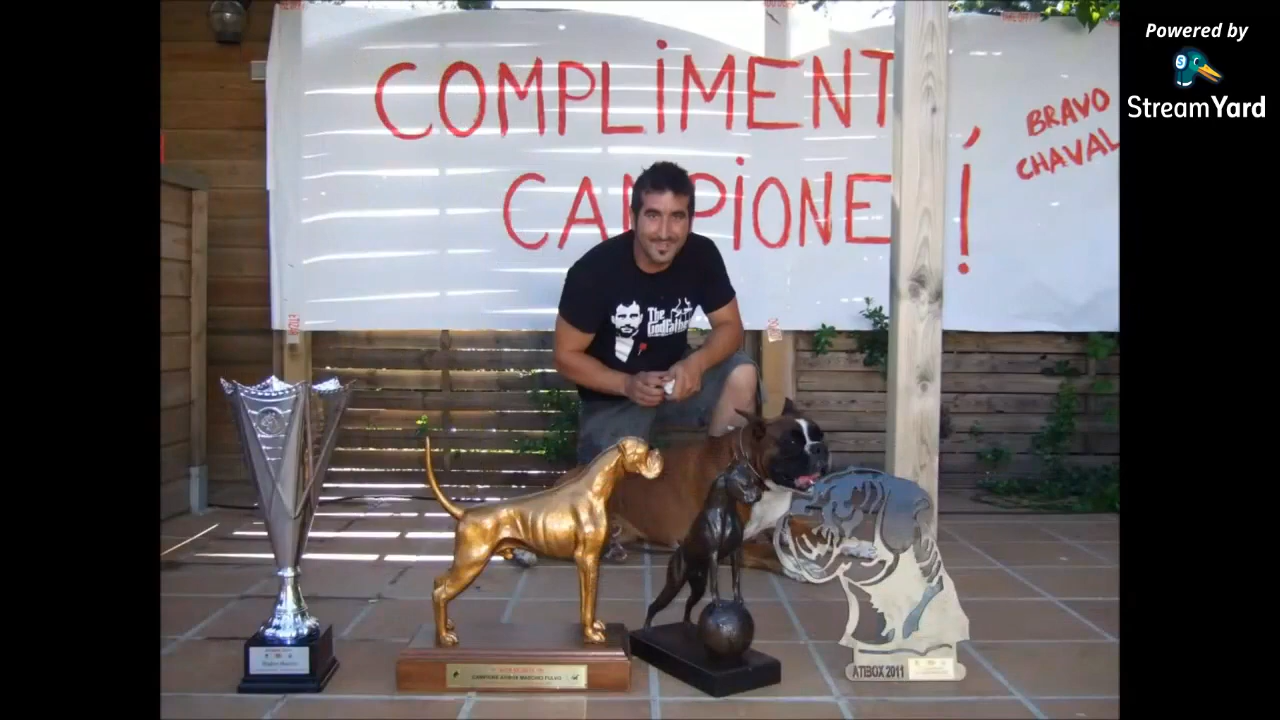 Powered by
StreamYard
COMPLIMENT
CAMPIONE !
BRAVO
CHAVAL
The
Godfather
ATIBOX 2011